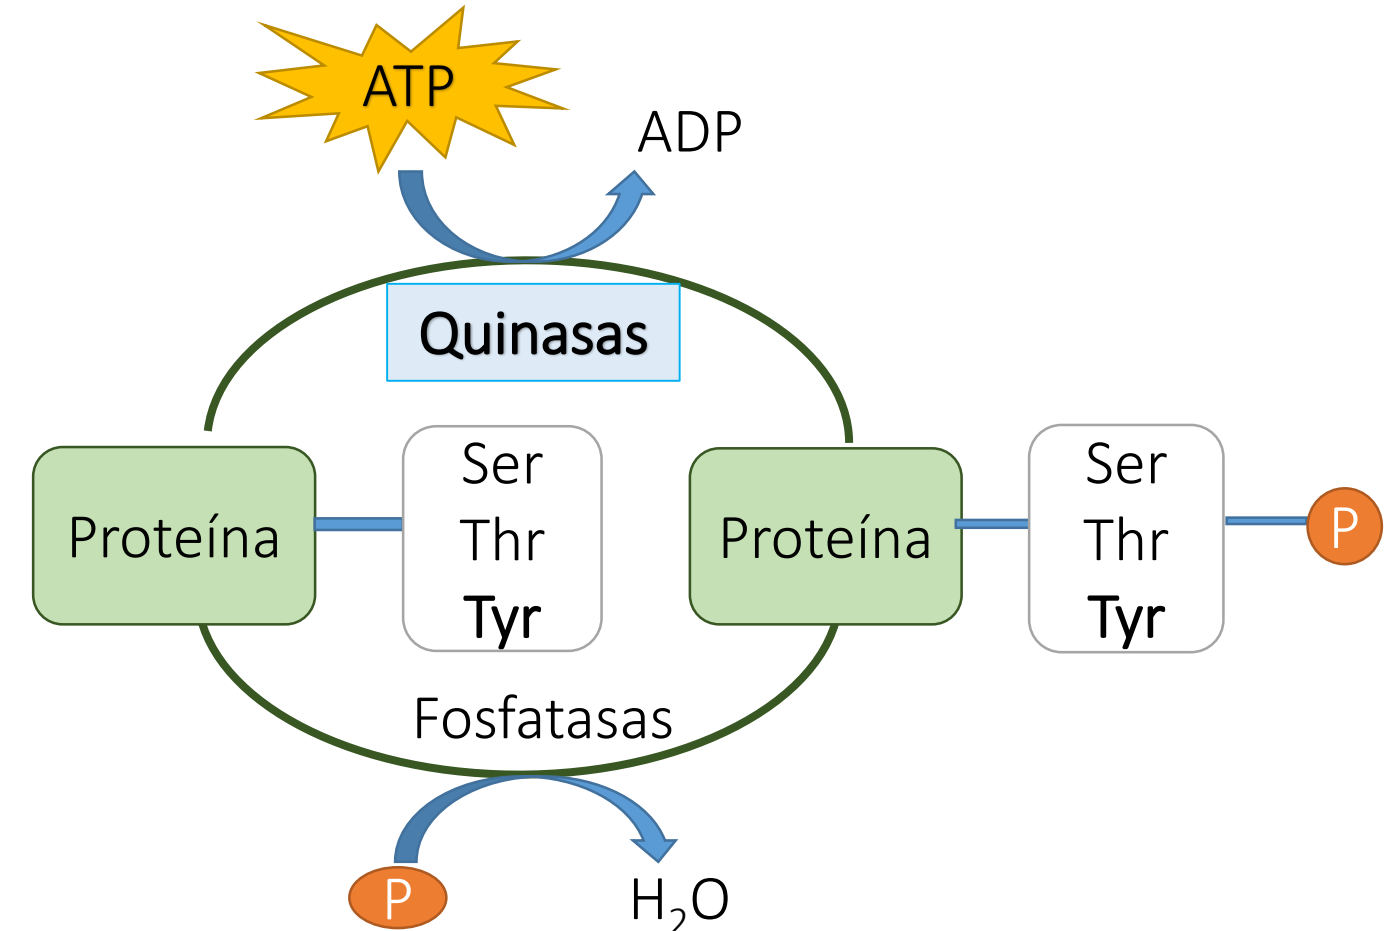 ATP
ADP
Quinasas
Proteína
Ser
Thr
Tyr
Proteína
Ser
Thr
Tyr
P
Fosfatasas
P
H₂O